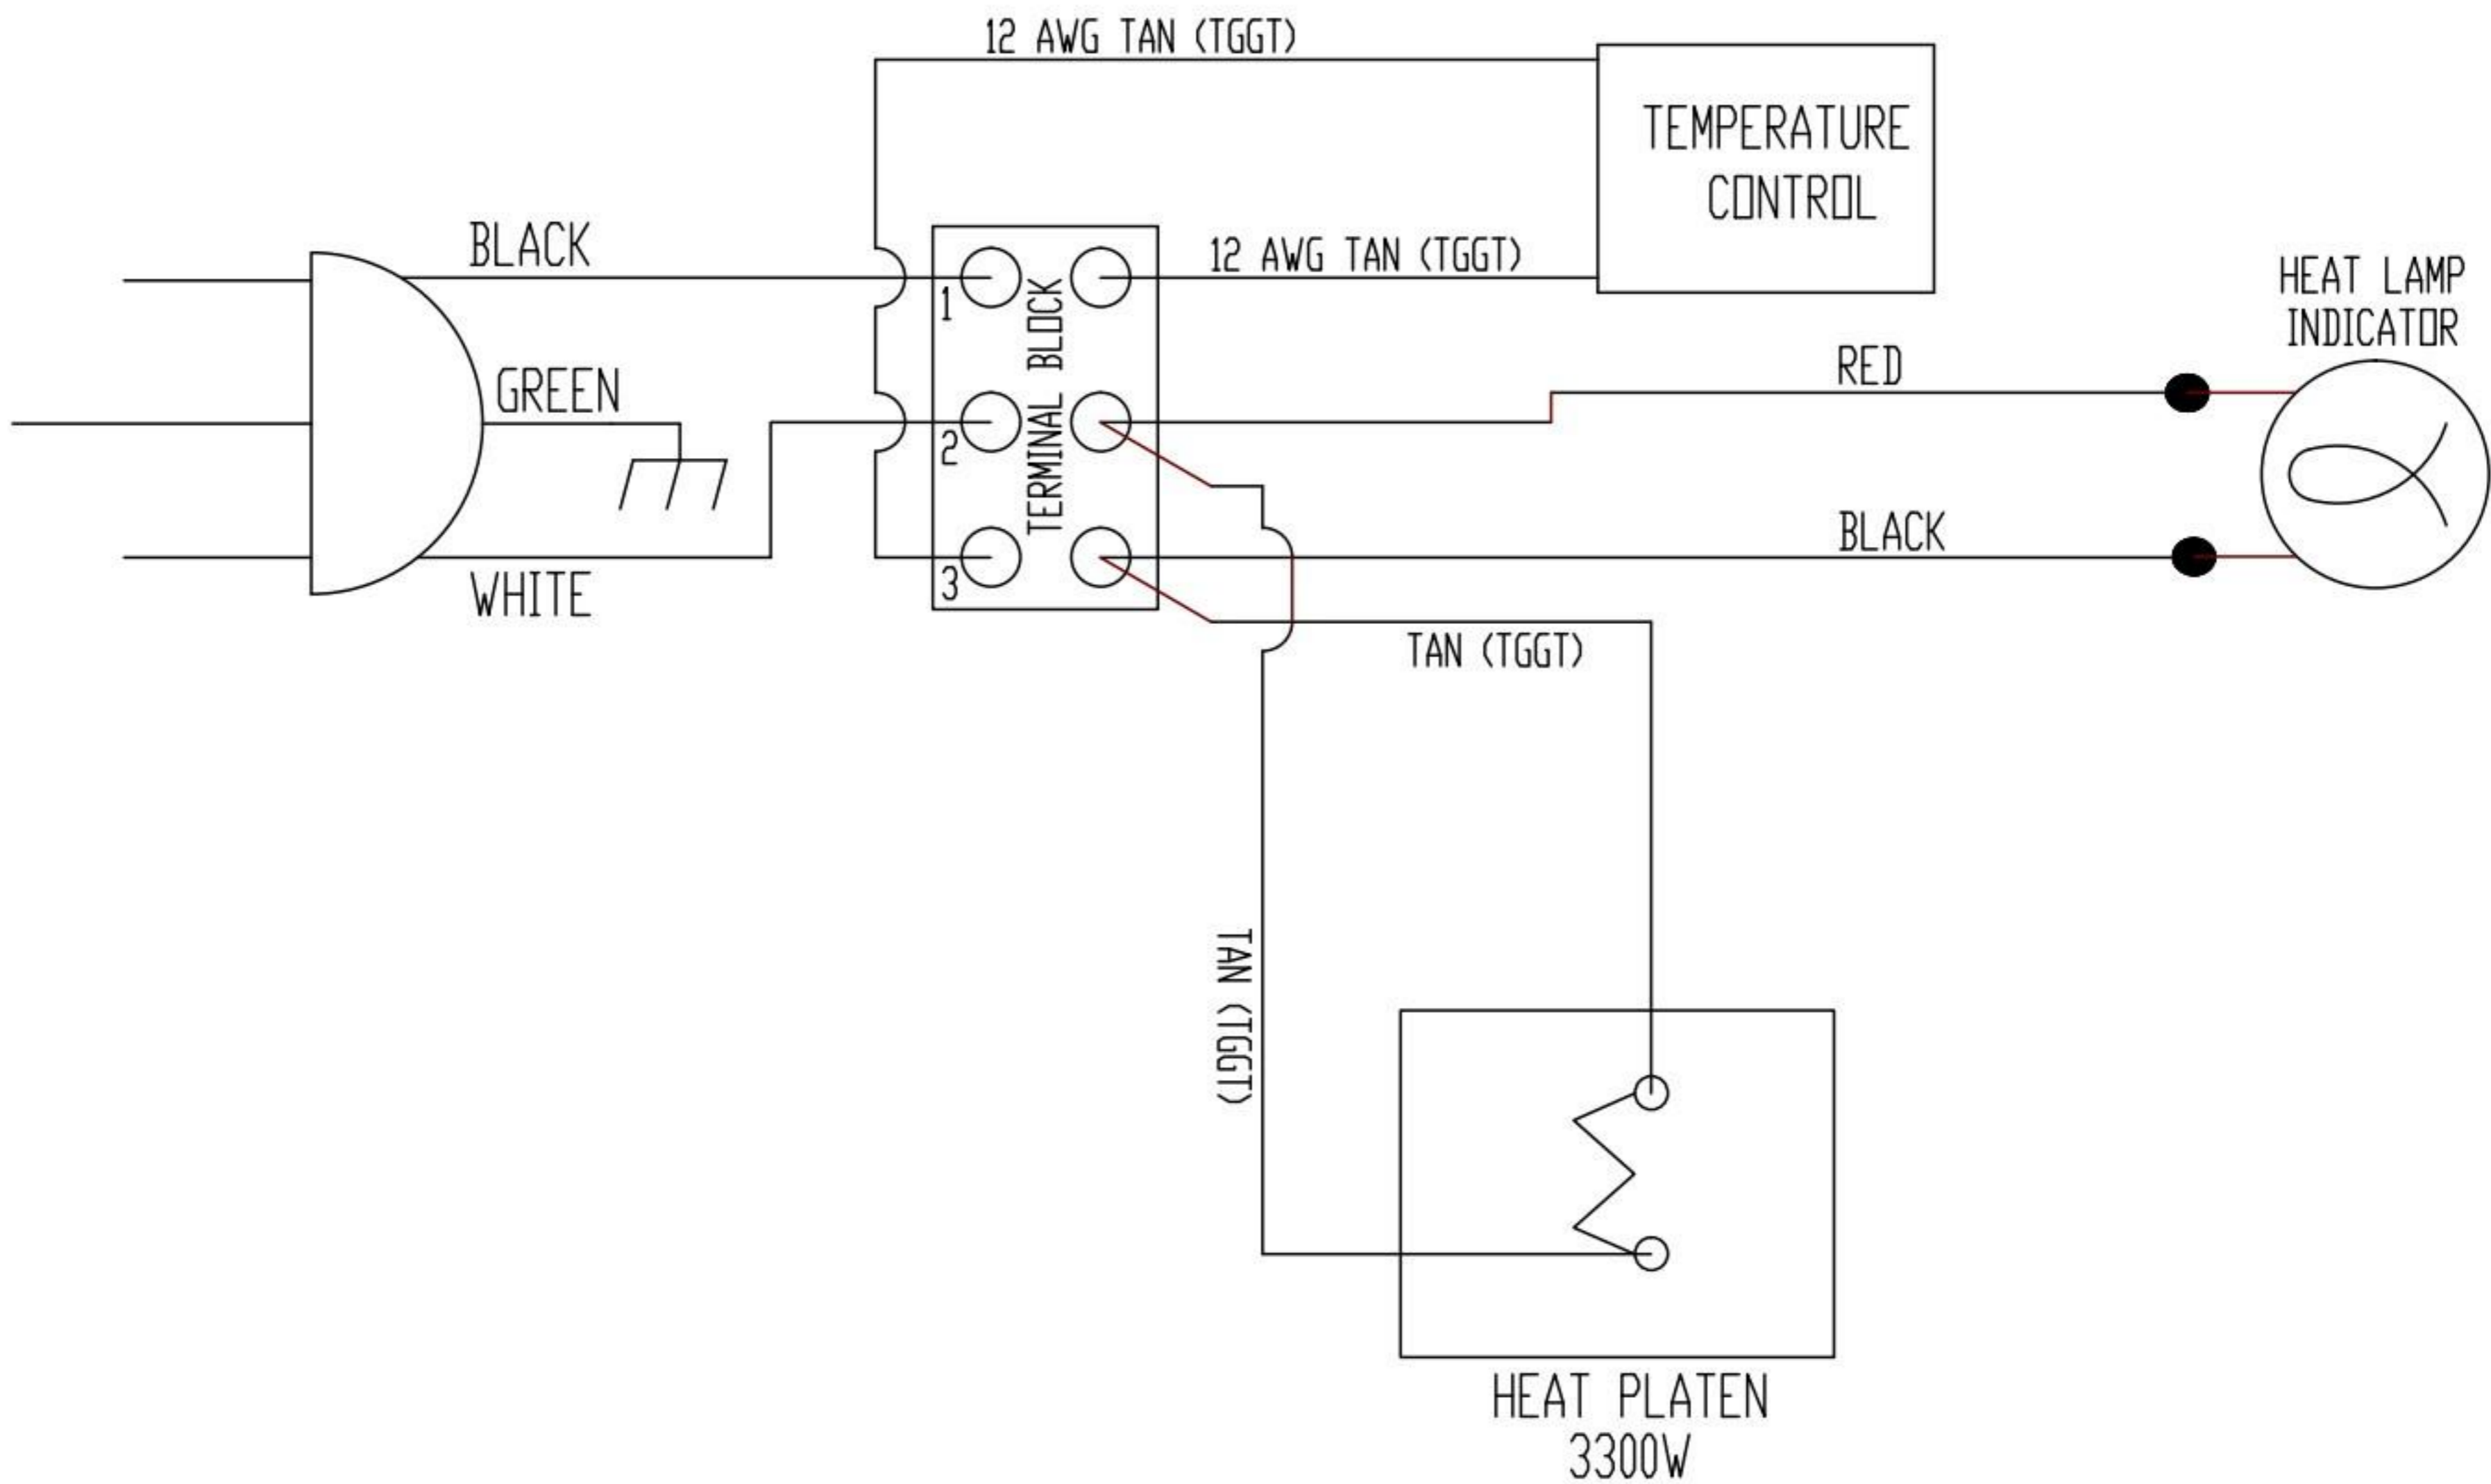 12 AWG TAN (TGGT)
TEMPERATURE
CONTROL
BLACK
12 AWG TAN (TGGT)
HEAT LAMP
INDICATOR
1
TERMINAL BLOCK
RED
GREEN
2
BLACK
3
WHITE
TAN (TGGT)
TAN (TGGT)
HEAT PLATEN
3300W